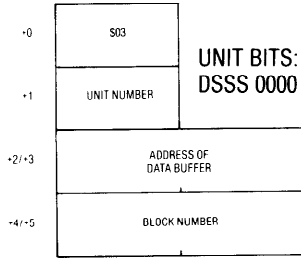 +0
$03
UNIT BITS:
DSSS 0000
+1
UNIT NUMBER
+2/+3
ADDRESS OF
DATA BUFFER
+4/+5
BLOCK NUMBER